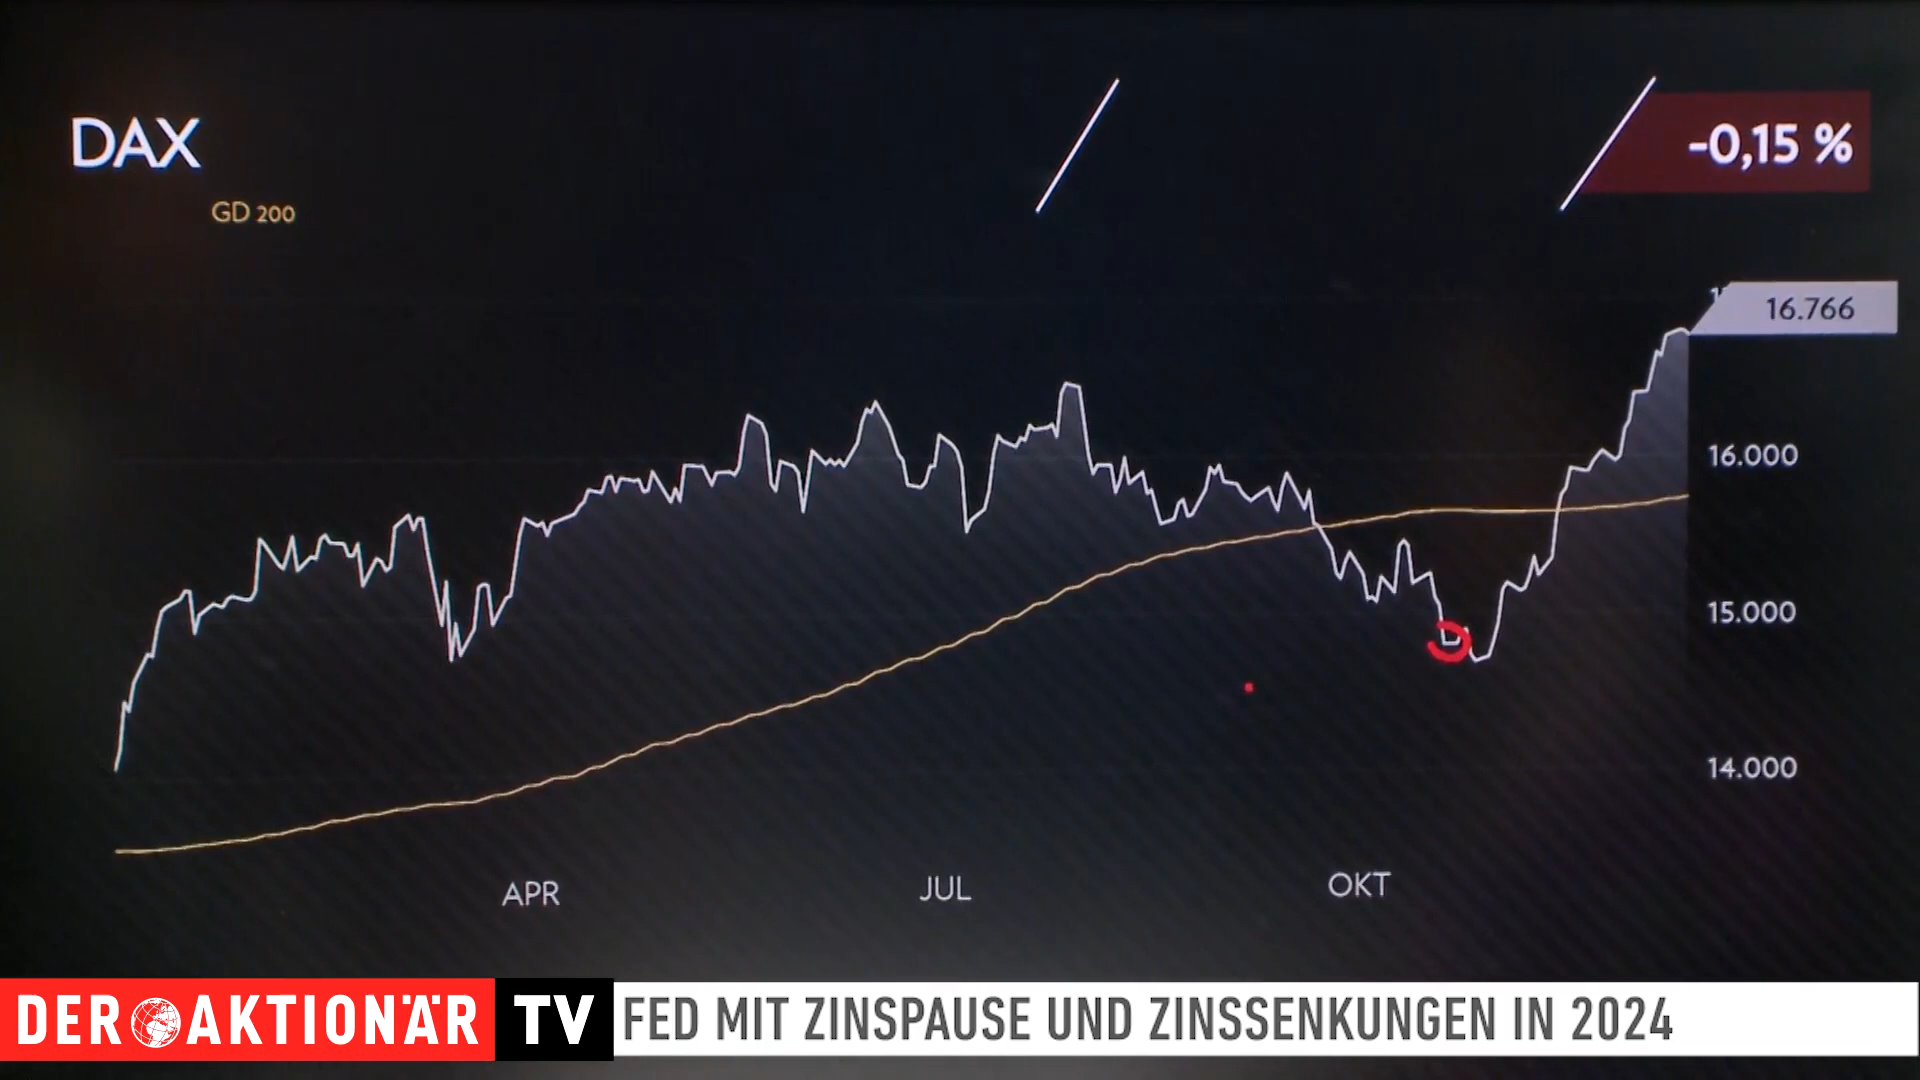 DAX
-0,15 %
GD 200
16.766
16.000
15.000
14.000
APR JUL OKT
DER AKTIONÄR TV FED MIT ZINSPAUSE UND ZINSSENKUNGEN IN 2024